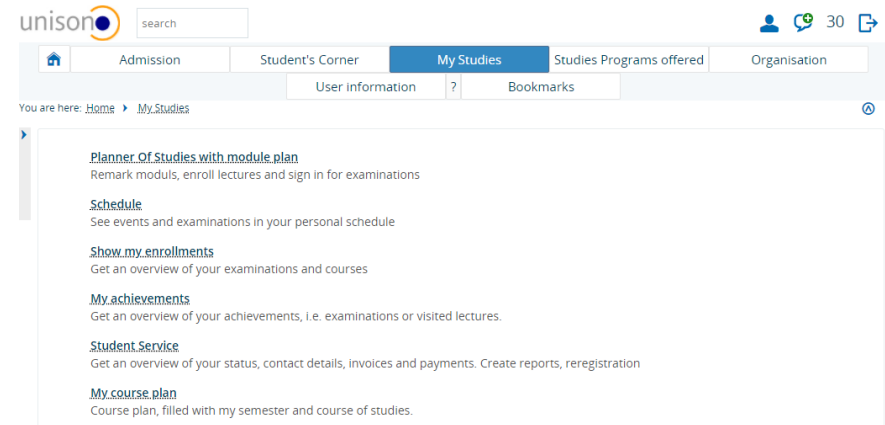 unisono
search
30
Admission Student's Corner My Studies Studies Programs offered Organisation
User information ? Bookmarks
You are here: Home My Studies
Planner Of Studies with module plan
Remark moduls, enroll lectures and sign in for examinations
Schedule
See events and examinations in your personal schedule
Show my enrollments
Get an overview of your examinations and courses
My achievements
Get an overview of your achievements, i.e. examinations or visited lectures.
Student Service
Get an overview of your status, contact details, invoices and payments. Create reports, reregistration
My course plan
Course plan, filled with my semester and course of studies.